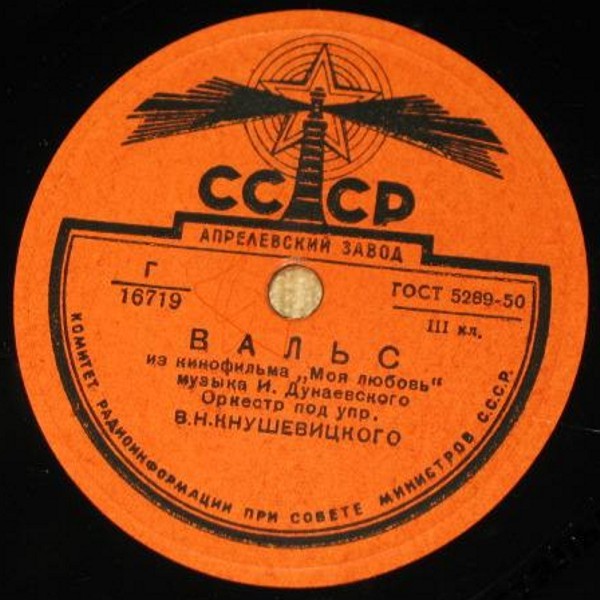 СССР
АПРЕЛЕВСКИЙ ЗАВОД
Г
16719
ГОСТ 5289-50
III кл.
ВАЛЬС
из кинофильма „Моя любовь“
музыка И. Дунаевского
Оркестр под упр.
В.Н.КНУШЕВИЦКОГО
КОМИТЕТ РАДИОИНФОРМАЦИИ ПРИ СОВЕТЕ МИНИСТРОВ С.С.С.Р.